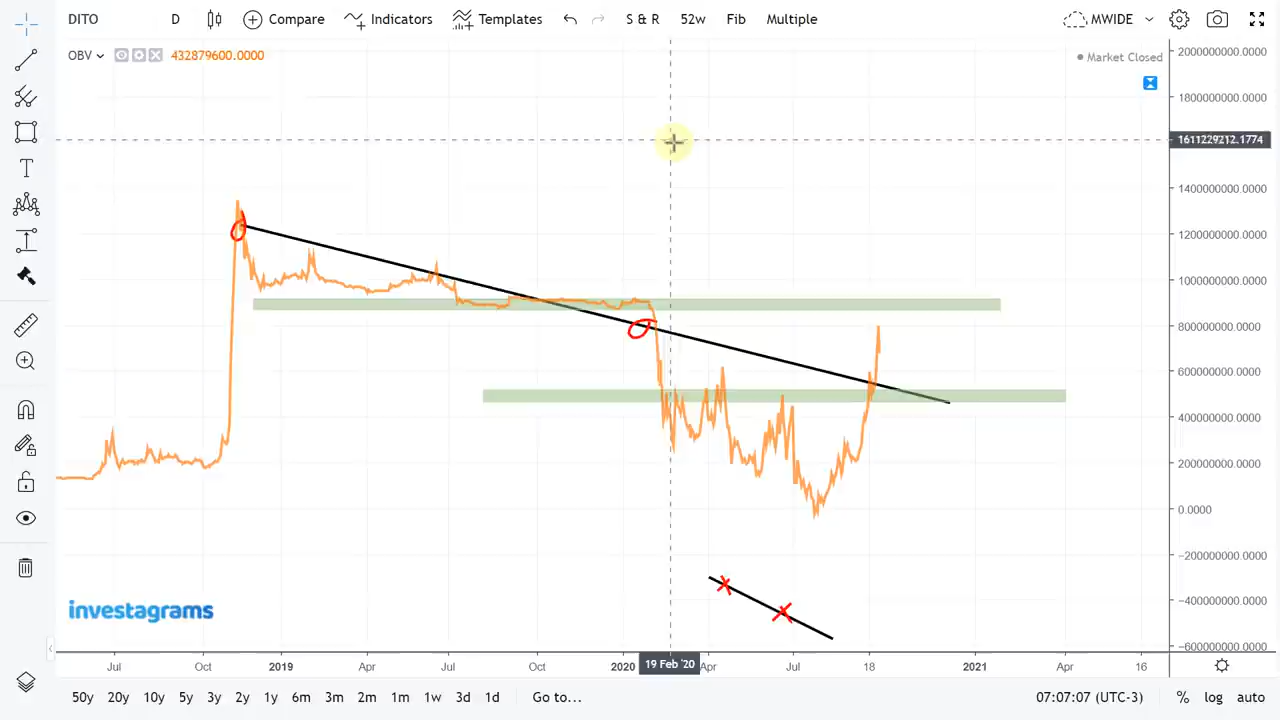 DITO D Compare Indicators Templates S & R 52w Fib Multiple MWIDE
OBV 432879600.0000
Market Closed
1800000000.0000
1400000000.0000
1200000000.0000
1000000000.0000
800000000.0000
600000000.0000
400000000.0000
200000000.0000
0.0000
−200000000.0000
−400000000.0000
−600000000.0000
investagrams
Jul Oct 2019 Apr Jul Oct 2020 19 Feb '20 Apr Jul 18 2021 Apr 16
50y 20y 10y 5y 3y 2y 1y 6m 3m 2m 1m 1w 3d 1d Go to... 07:07:07 (UTC-3) % log auto